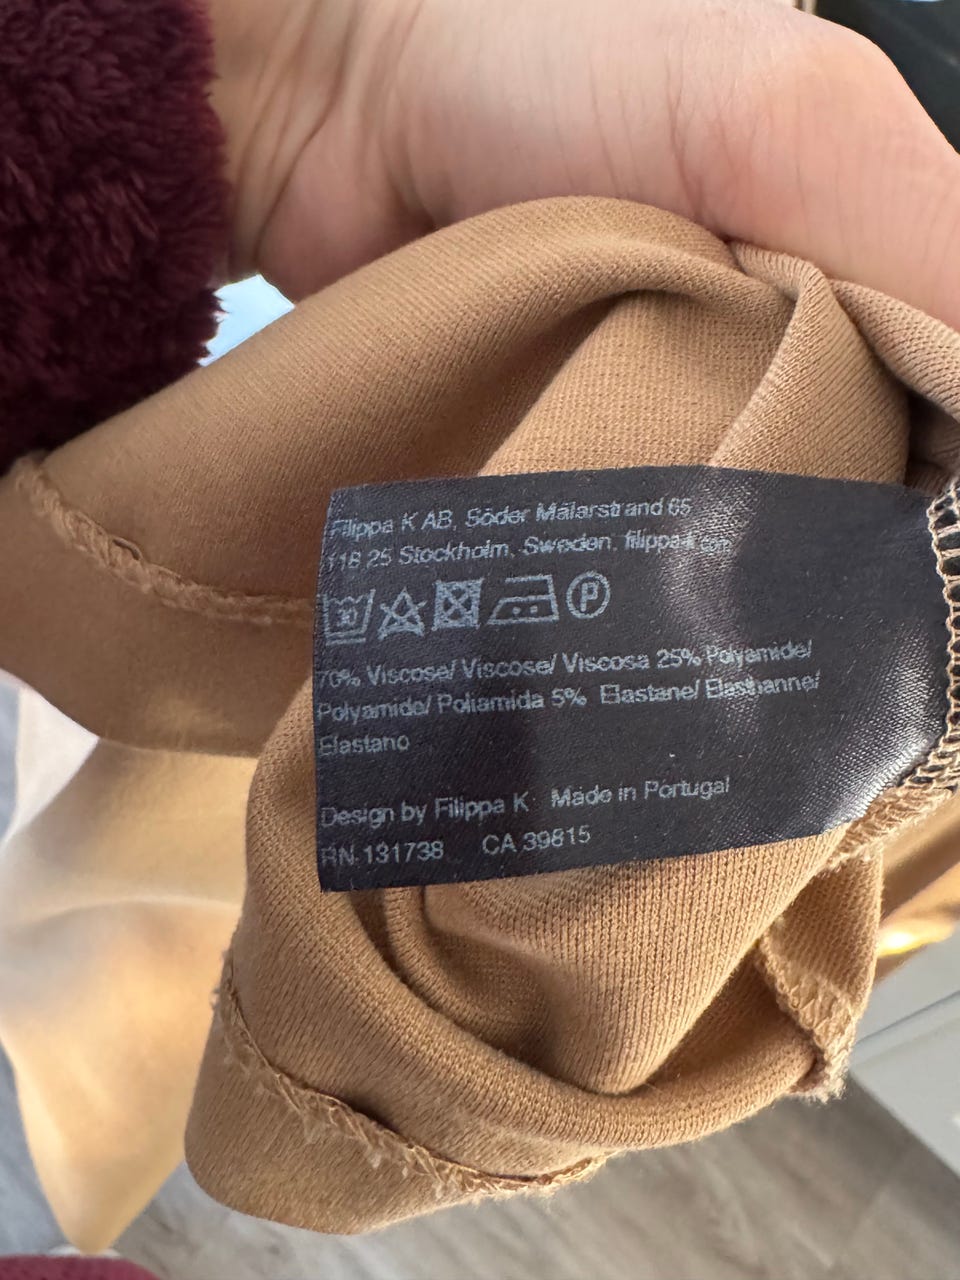 Filippa K AB, Söder Mälarstrand 65
118 25 Stockholm, Sweden, filippa-k.com
30 P
70% Viscose/ Viscose/ Viscosa 25% Polyamide/
Polyamide/ Poliamida 5% Elastane/ Elasthanne/
Elastano
Design by Filippa K Made in Portugal
RN 131738 CA 39815